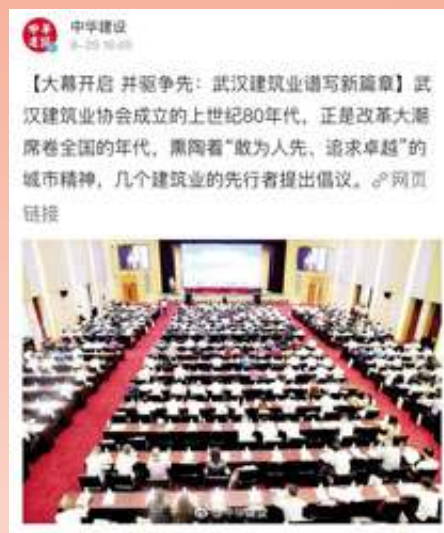 中华建设
【大幕开启 并驱争先：武汉建筑业谱写新篇章】武
汉建筑业协会成立的上世纪80年代，正是改革大潮
席卷全国的年代，熏陶着“敢为人先、追求卓越”的
城市精神，几个建筑业的先行者提出倡议。网页
链接